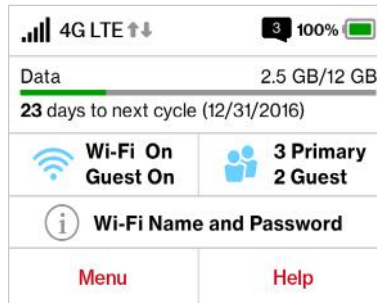 4G LTE 3 100%
Data 2.5 GB/12 GB
23 days to next cycle (12/31/2016)
Wi-Fi On 3 Primary
Guest On 2 Guest
Wi-Fi Name and Password
Menu Help